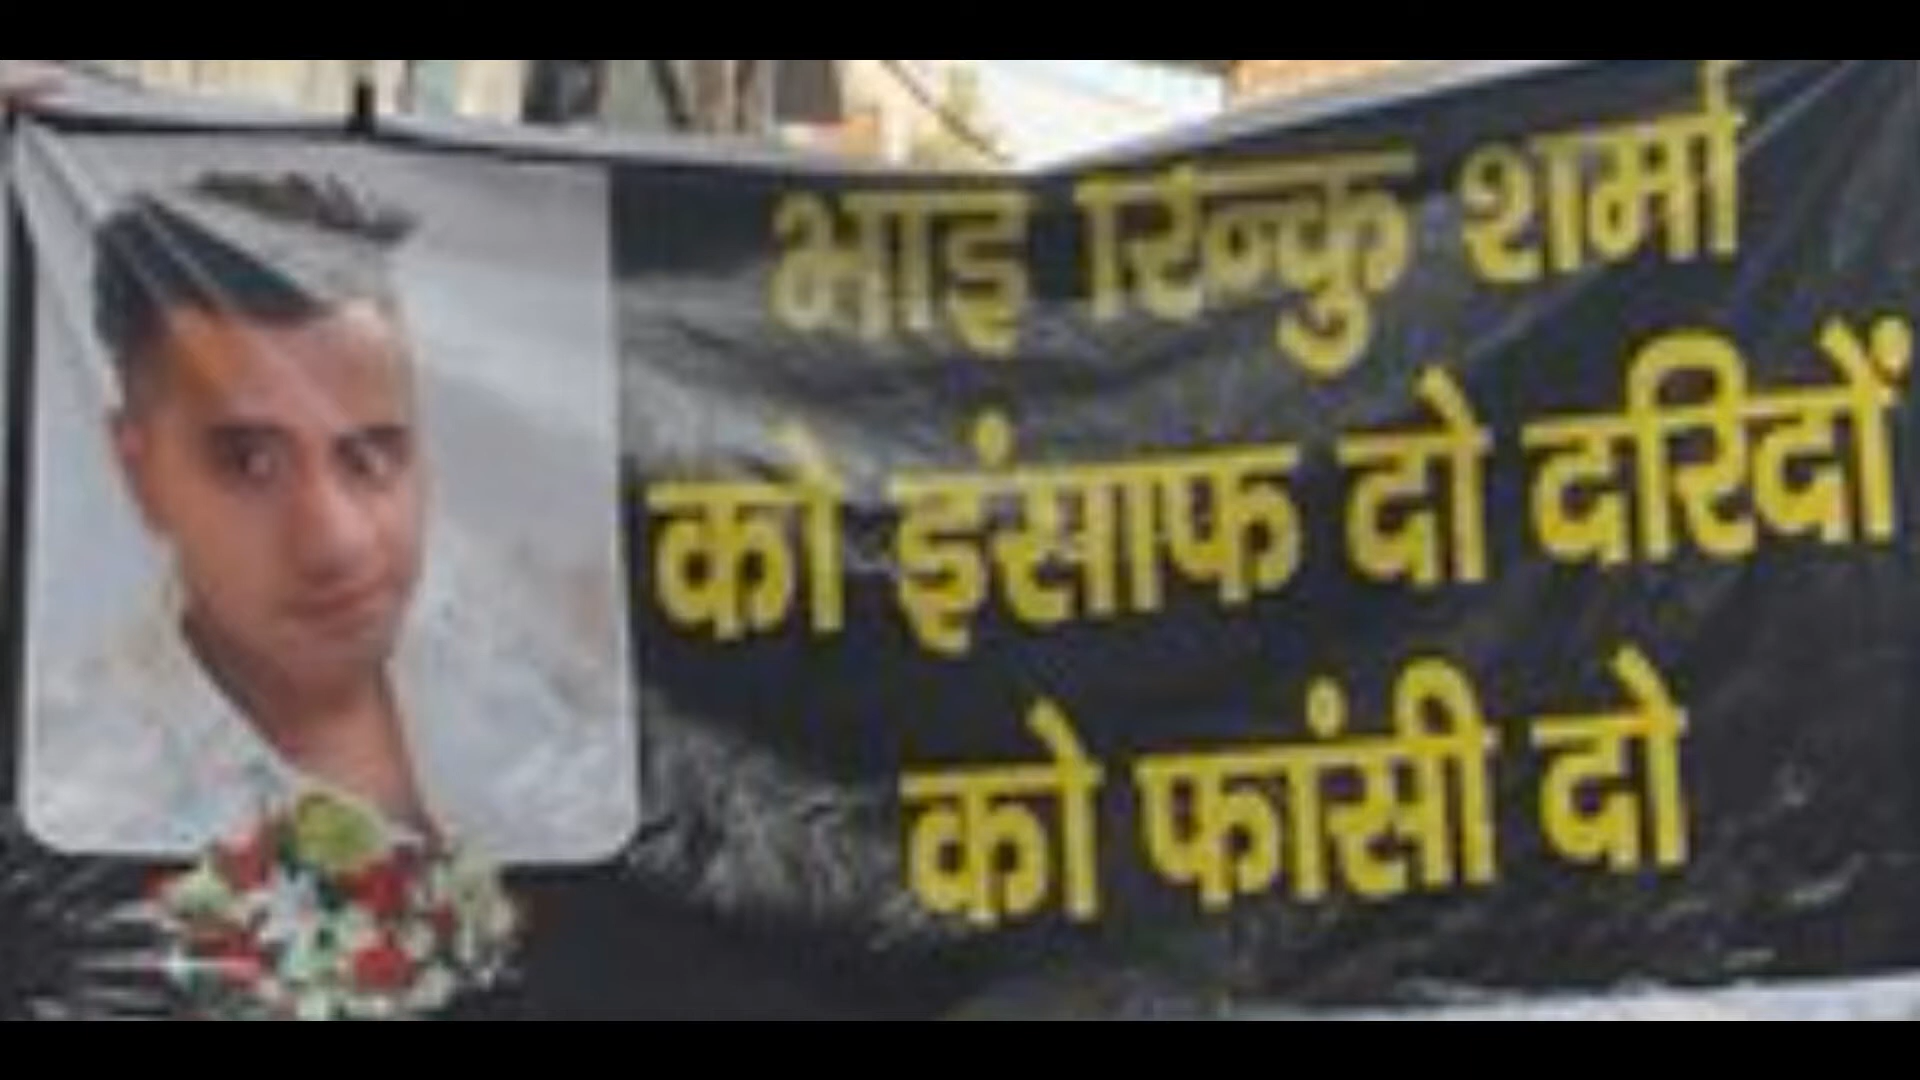 भाइ रिन्कु शर्मा
को इंसाफ दो दरिदों
को फांसी दो